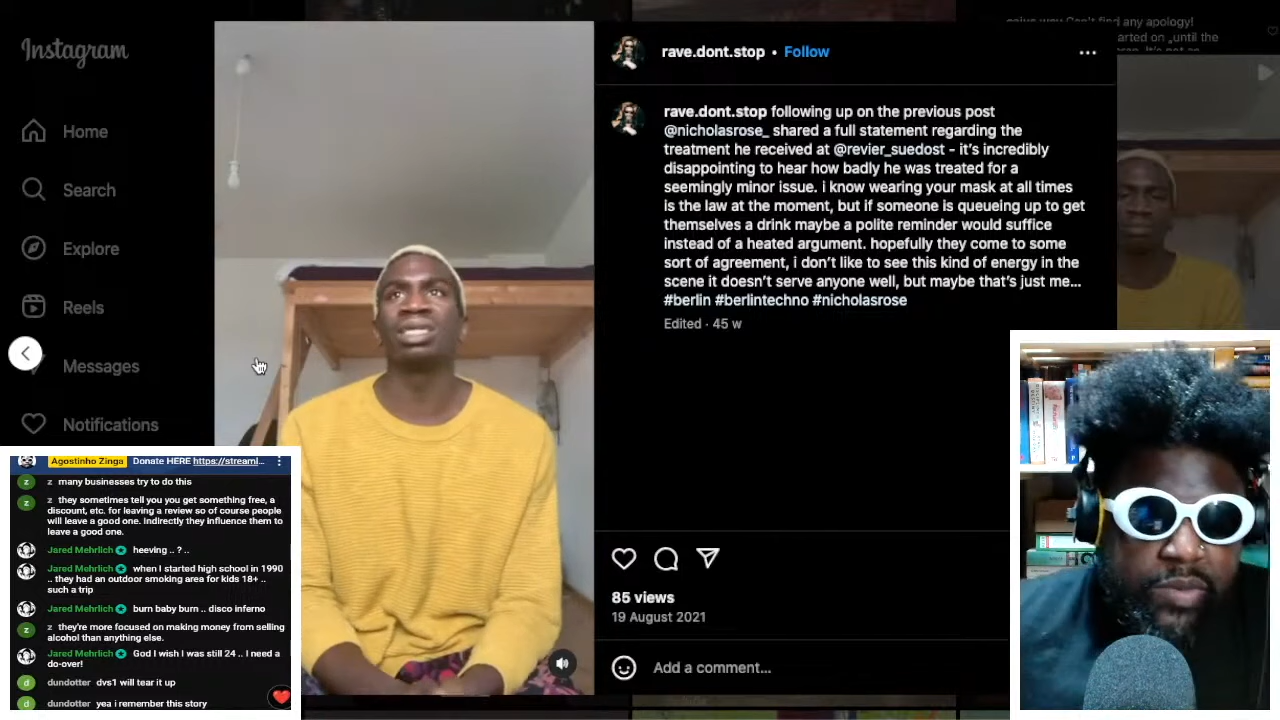 Instagram
Home
Search
Explore
Reels
Messages
Notifications
any apology!
until the
rave.dont.stop • Follow
rave.dont.stop following up on the previous post
@nicholasrose_ shared a full statement regarding the
treatment he received at @revier_suedost - it's incredibly
disappointing to hear how badly he was treated for a
seemingly minor issue. i know wearing your mask at all times
is the law at the moment, but if someone is queueing up to get
themselves a drink maybe a polite reminder would suffice
instead of a heated argument. hopefully they come to some
sort of agreement, i don't like to see this kind of energy in the
scene it doesn't serve anyone well, but maybe that's just me...
#berlin #berlintechno #nicholasrose
Edited · 45 w
85 views
19 August 2021
Add a comment...
Agostinho Zinga Donate HERE https://streaml...
z many businesses try to do this
z they sometimes tell you you get something free, a
discount, etc. for leaving a review so of course people
will leave a good one. Indirectly they influence them to
leave a good one.
Jared Mehrlich heeving .. ? ..
Jared Mehrlich when I started high school in 1990
.. they had an outdoor smoking area for kids 18+ ..
such a trip
Jared Mehrlich burn baby burn .. disco inferno
z they're more focused on making money from selling
alcohol than anything else.
Jared Mehrlich God I wish I was still 24 .. I need a
do-over!
dundotter dvs1 will tear it up
dundotter yea i remember this story